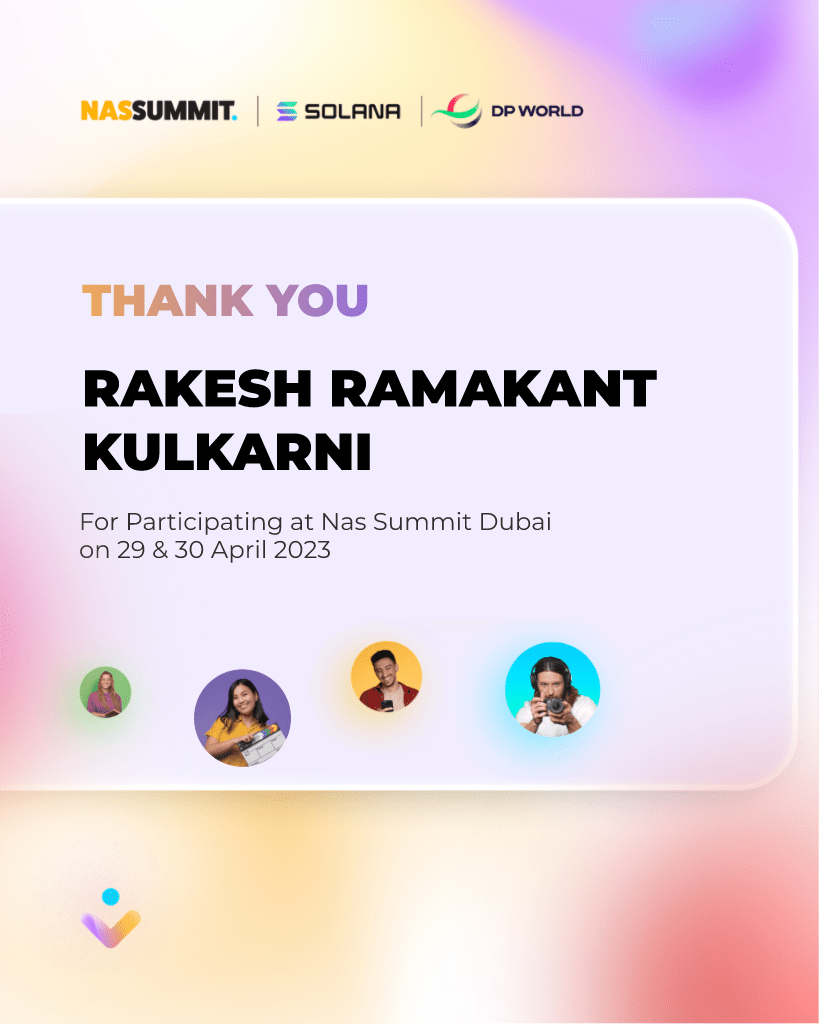 NASSUMMIT. | SOLANA | DP WORLD
THANK YOU
RAKESH RAMAKANT
KULKARNI
For Participating at Nas Summit Dubai
on 29 & 30 April 2023